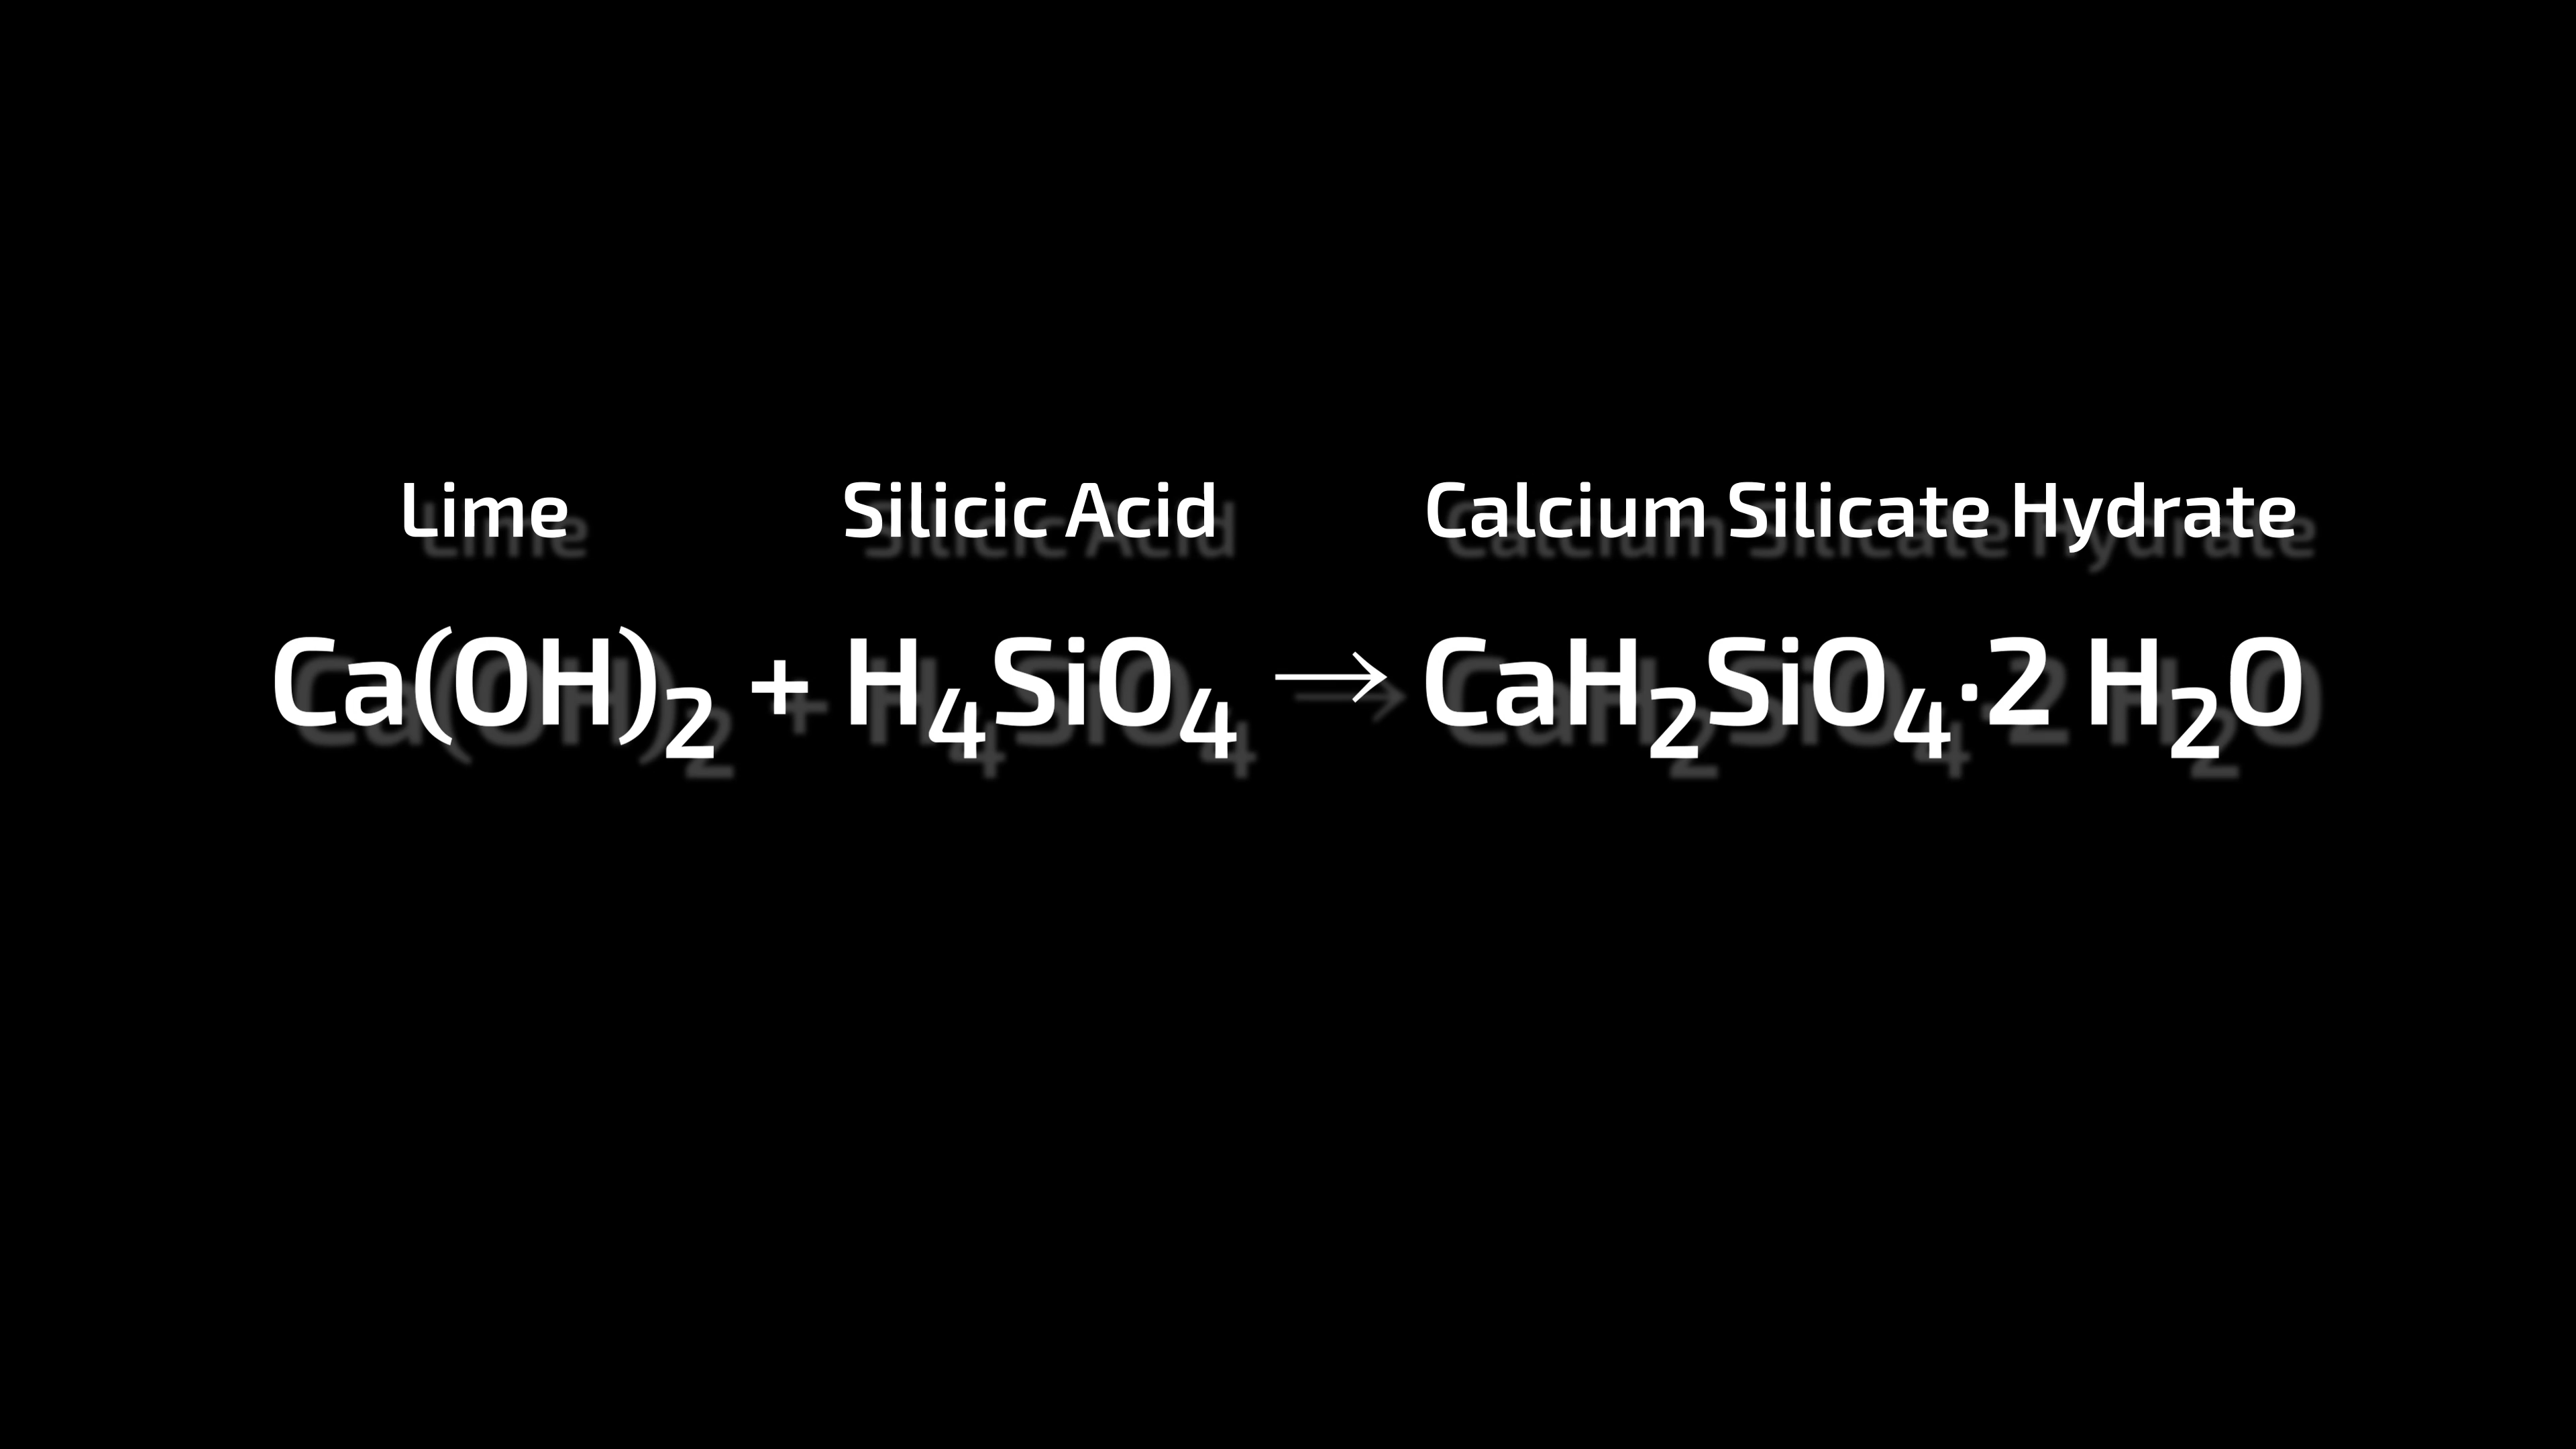 Lime Silicic Acid Calcium Silicate Hydrate
Ca(OH)₂ + H₄SiO₄ → CaH₂SiO₄·2 H₂O